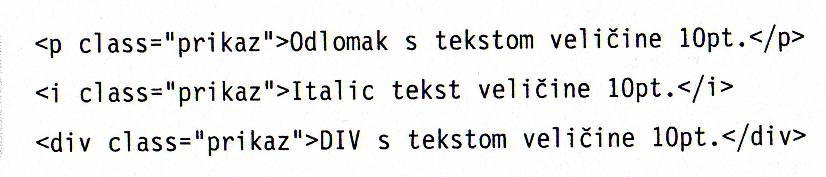 <p class="prikaz">Odlomak s tekstom veličine 10pt.</p>
<i class="prikaz">Italic tekst veličine 10pt.</i>
<div class="prikaz">DIV s tekstom veličine 10pt.</div>